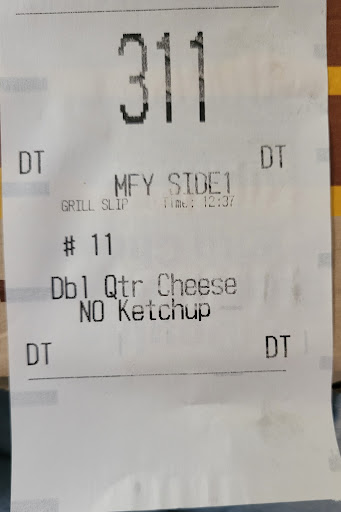 311
DT DT
MFY SIDE1
GRILL SLIP Time: 12:37
# 11
Dbl Qtr Cheese
NO Ketchup
DT DT